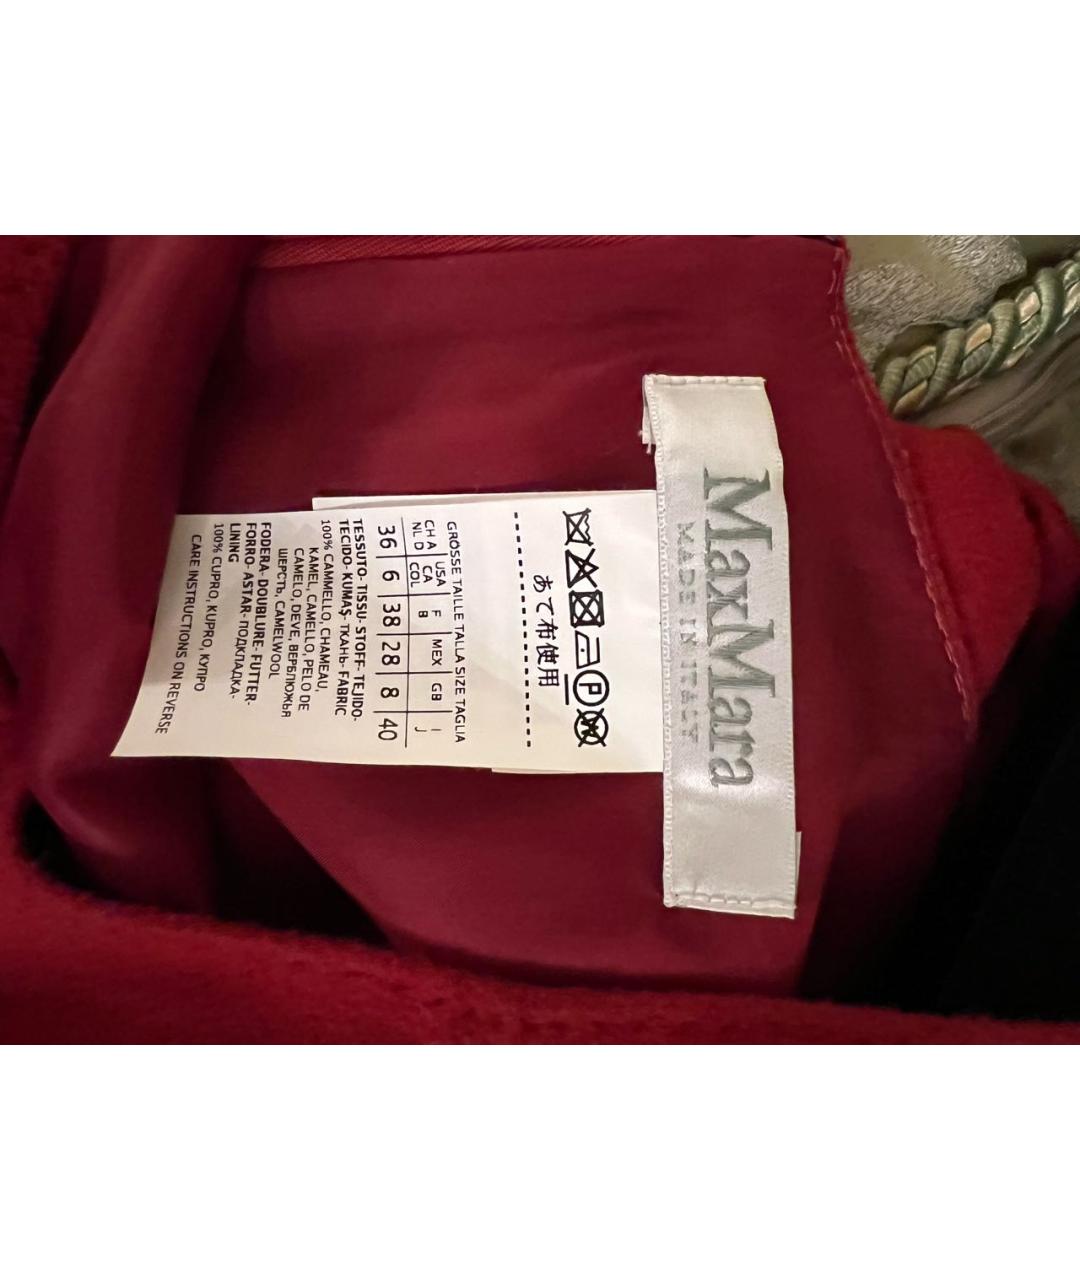 MaxMara
MADE IN ITALY
あて布使用
GRÖSSE TAILLE TALLA SIZE TAGLIA
CH A USA F MEX GB I
NL D CA B J
COL
36 6 38 28 8 40
TESSUTO- TISSU- STOFF- TEJIDO-
TECIDO- KUMAŞ- ТКАНЬ- FABRIC
100% CAMMELLO, CHAMEAU,
KAMEL, CAMELLO, PELO DE
CAMELO, DEVE, ВЕРБЛЮЖЬЯ
ШЕРСТЬ, CAMELWOOL
FODERA- DOUBLURE- FUTTER-
FORRO- ASTAR- ПОДКЛАДКА-
LINING
100% CUPRO, KUPRO, КУПРО
CARE INSTRUCTIONS ON REVERSE